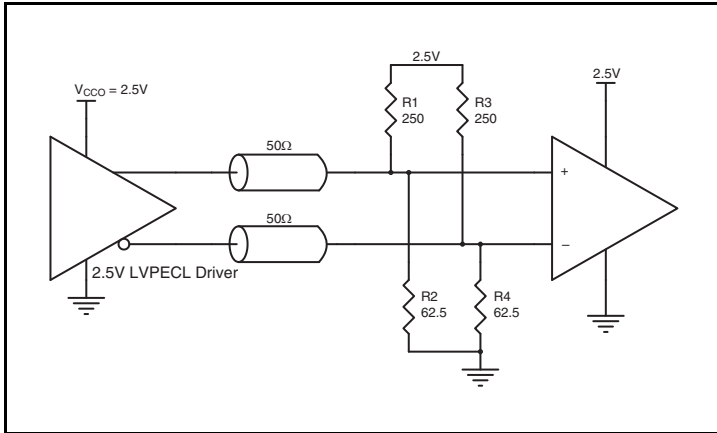 2.5V
V_CCO = 2.5V
2.5V
R1
250
R3
250
50Ω
+
50Ω
−
2.5V LVPECL Driver
R2
62.5
R4
62.5